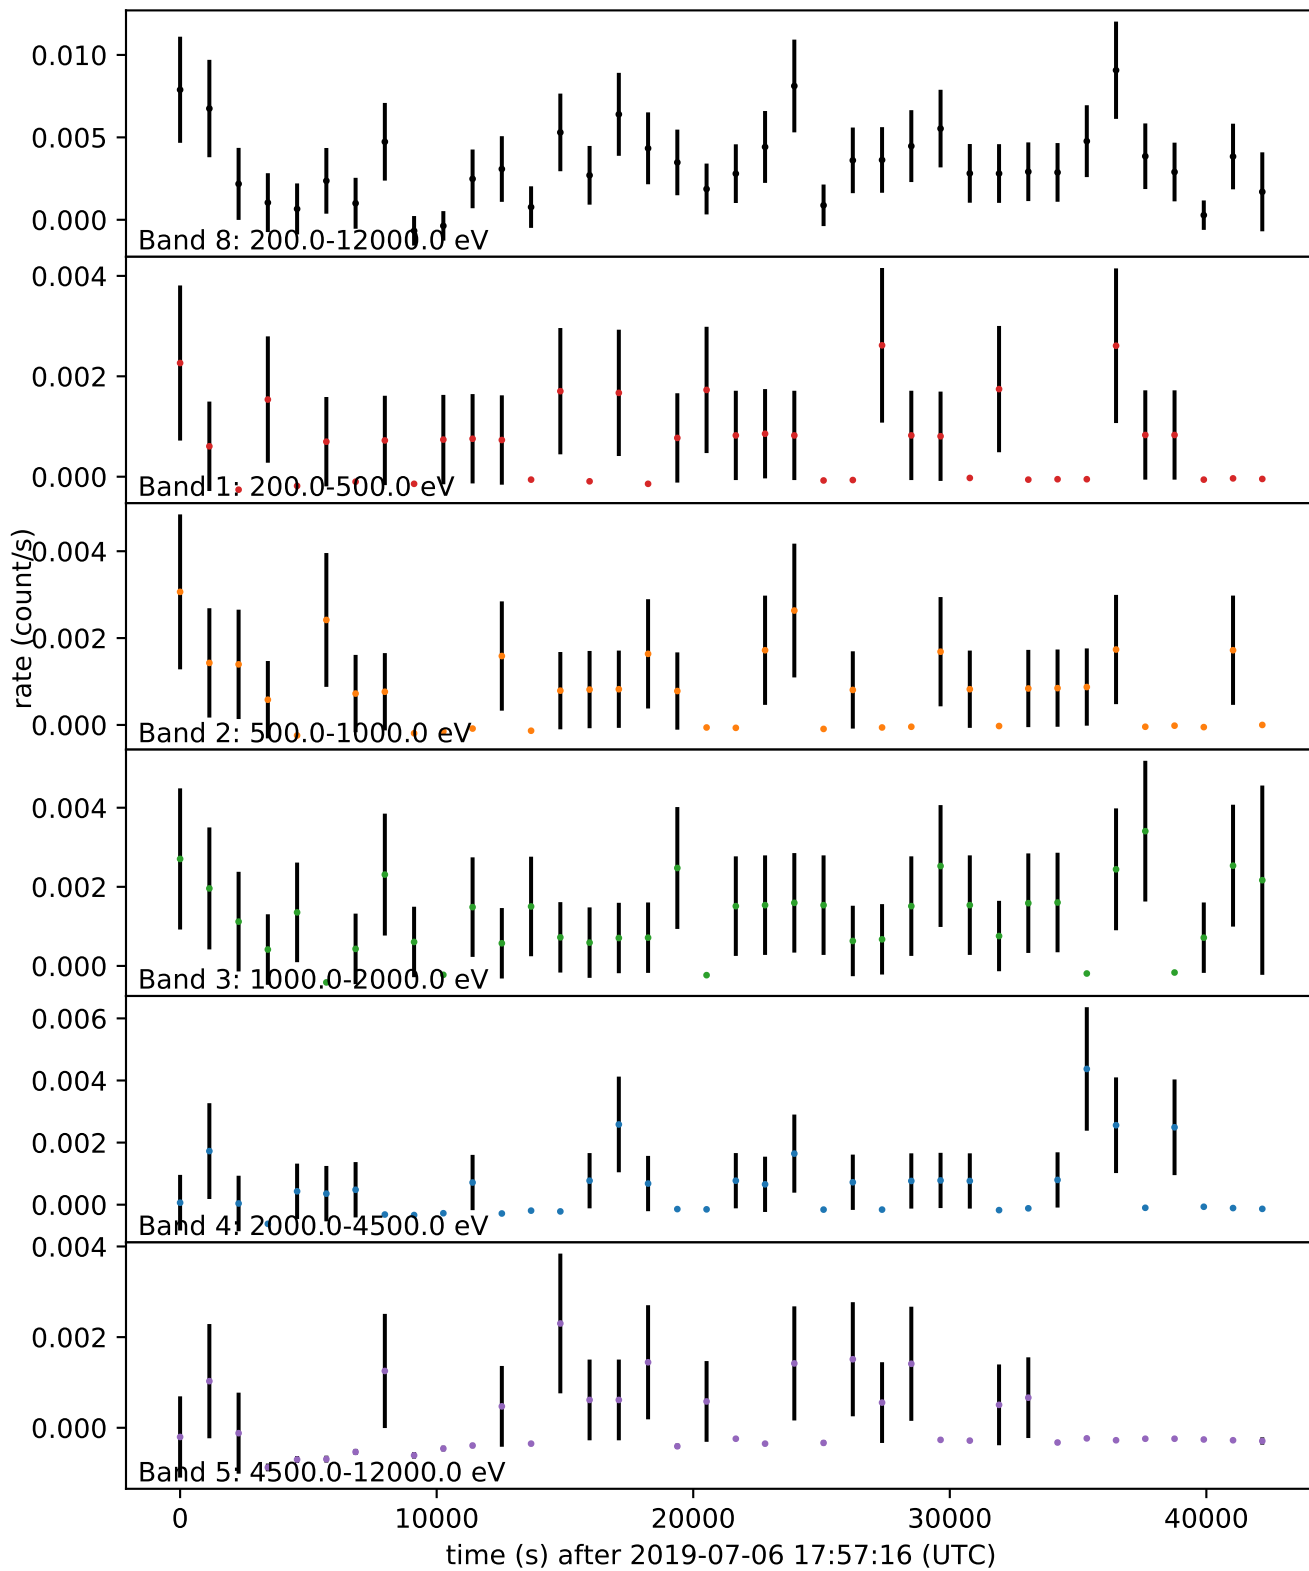 0.010
0.005
0.000
Band 8: 200.0-12000.0 eV
0.004
0.002
0.000
Band 1: 200.0-500.0 eV
rate (count/s)
0.004
0.002
0.000
Band 2: 500.0-1000.0 eV
0.004
0.002
0.000
Band 3: 1000.0-2000.0 eV
0.006
0.004
0.002
0.000
Band 4: 2000.0-4500.0 eV
0.004
0.002
0.000
Band 5: 4500.0-12000.0 eV
0 10000 20000 30000 40000
time (s) after 2019-07-06 17:57:16 (UTC)